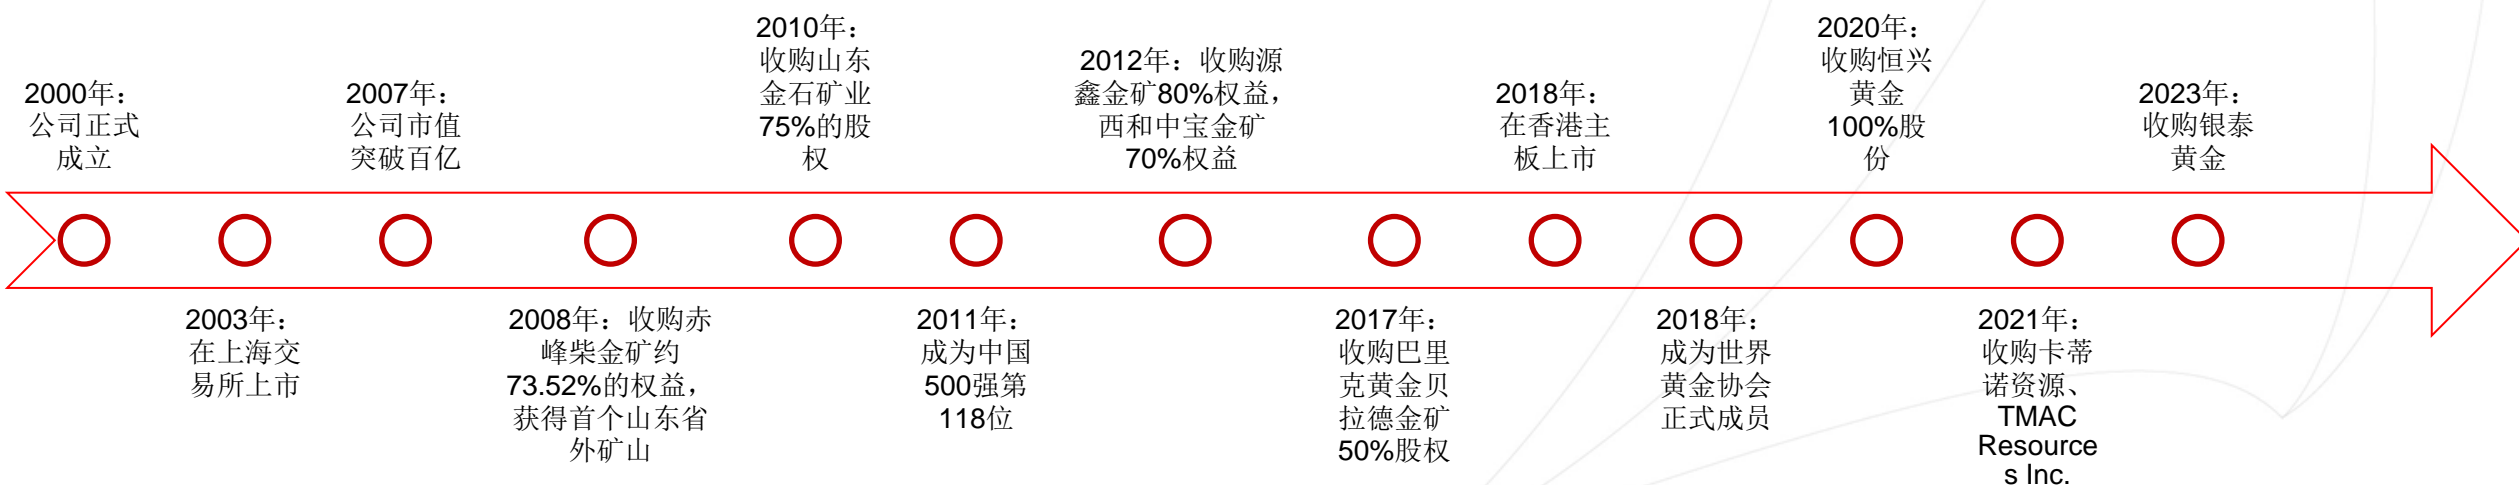 2000年：
公司正式
成立
2003年：
在上海交
易所上市
2007年：
公司市值
突破百亿
2008年：收购赤
峰柴金矿约
73.52%的权益，
获得首个山东省
外矿山
2010年：
收购山东
金石矿业
75%的股
权
2011年：
成为中国
500强第
118位
2012年：收购源
鑫金矿80%权益，
西和中宝金矿
70%权益
2017年：
收购巴里
克黄金贝
拉德金矿
50%股权
2018年：
在香港主
板上市
2018年：
成为世界
黄金协会
正式成员
2020年：
收购恒兴
黄金
100%股
份
2021年：
收购卡蒂
诺资源、
TMAC
Resource
s Inc.
2023年：
收购银泰
黄金